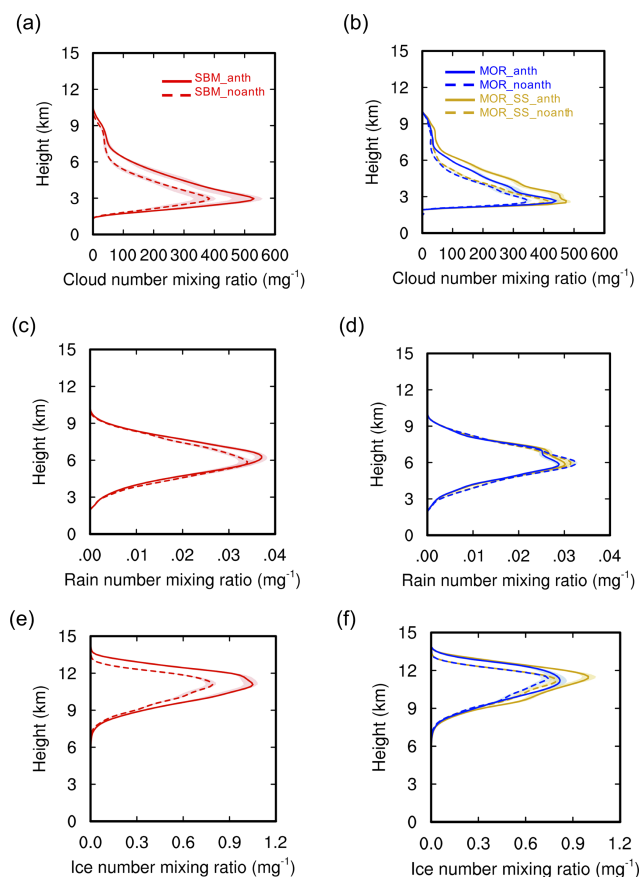 (a)
(b)
15
12
9
6
3
0
Height (km)
SBM_anth
SBM_noanth
0 100 200 300 400 500 600
Cloud number mixing ratio (mg-1)
15
12
9
6
3
0
Height (km)
MOR_anth
MOR_noanth
MOR_SS_anth
MOR_SS_noanth
0 100 200 300 400 500 600
Cloud number mixing ratio (mg-1)
(c)
(d)
15
12
9
6
3
0
Height (km)
.00 .01 .02 .03 .04
Rain number mixing ratio (mg-1)
15
12
9
6
3
0
Height (km)
.00 .01 .02 .03 .04
Rain number mixing ratio (mg-1)
(e)
(f)
15
12
9
6
3
0
Height (km)
0.0 0.3 0.6 0.9 1.2
Ice number mixing ratio (mg-1)
15
12
9
6
3
0
Height (km)
0.0 0.3 0.6 0.9 1.2
Ice number mixing ratio (mg-1)